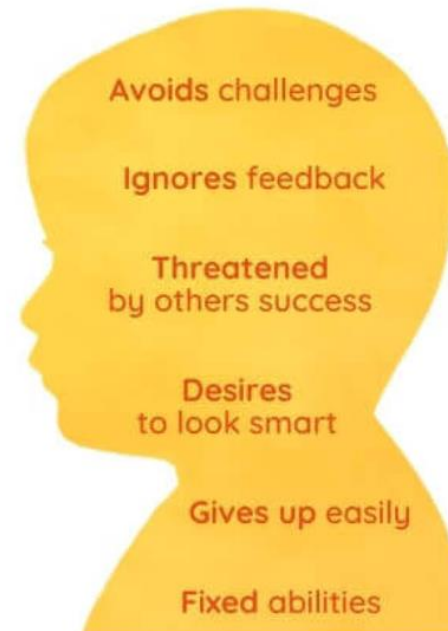 Avoids challenges
Ignores feedback
Threatened
by others success
Desires
to look smart
Gives up easily
Fixed abilities